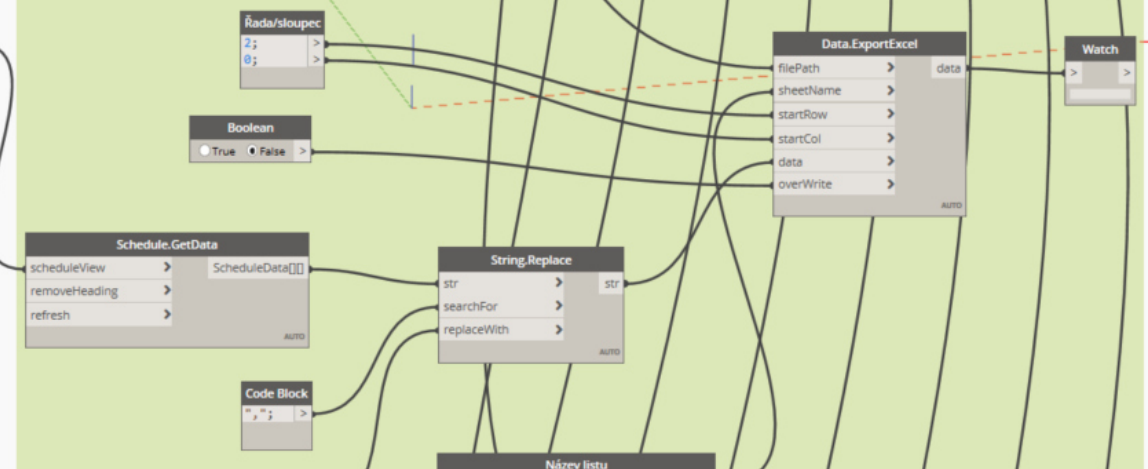 Řada/sloupec
2; >
0; >
Boolean
True False >
Schedule.GetData
scheduleView > ScheduleData[][]
removeHeading >
refresh >
AUTO
Code Block
","; >
String.Replace
str > str
searchFor >
replaceWith >
AUTO
Název listu
Data.ExportExcel
filePath > data
sheetName >
startRow >
startCol >
data >
overWrite >
AUTO
Watch
> >